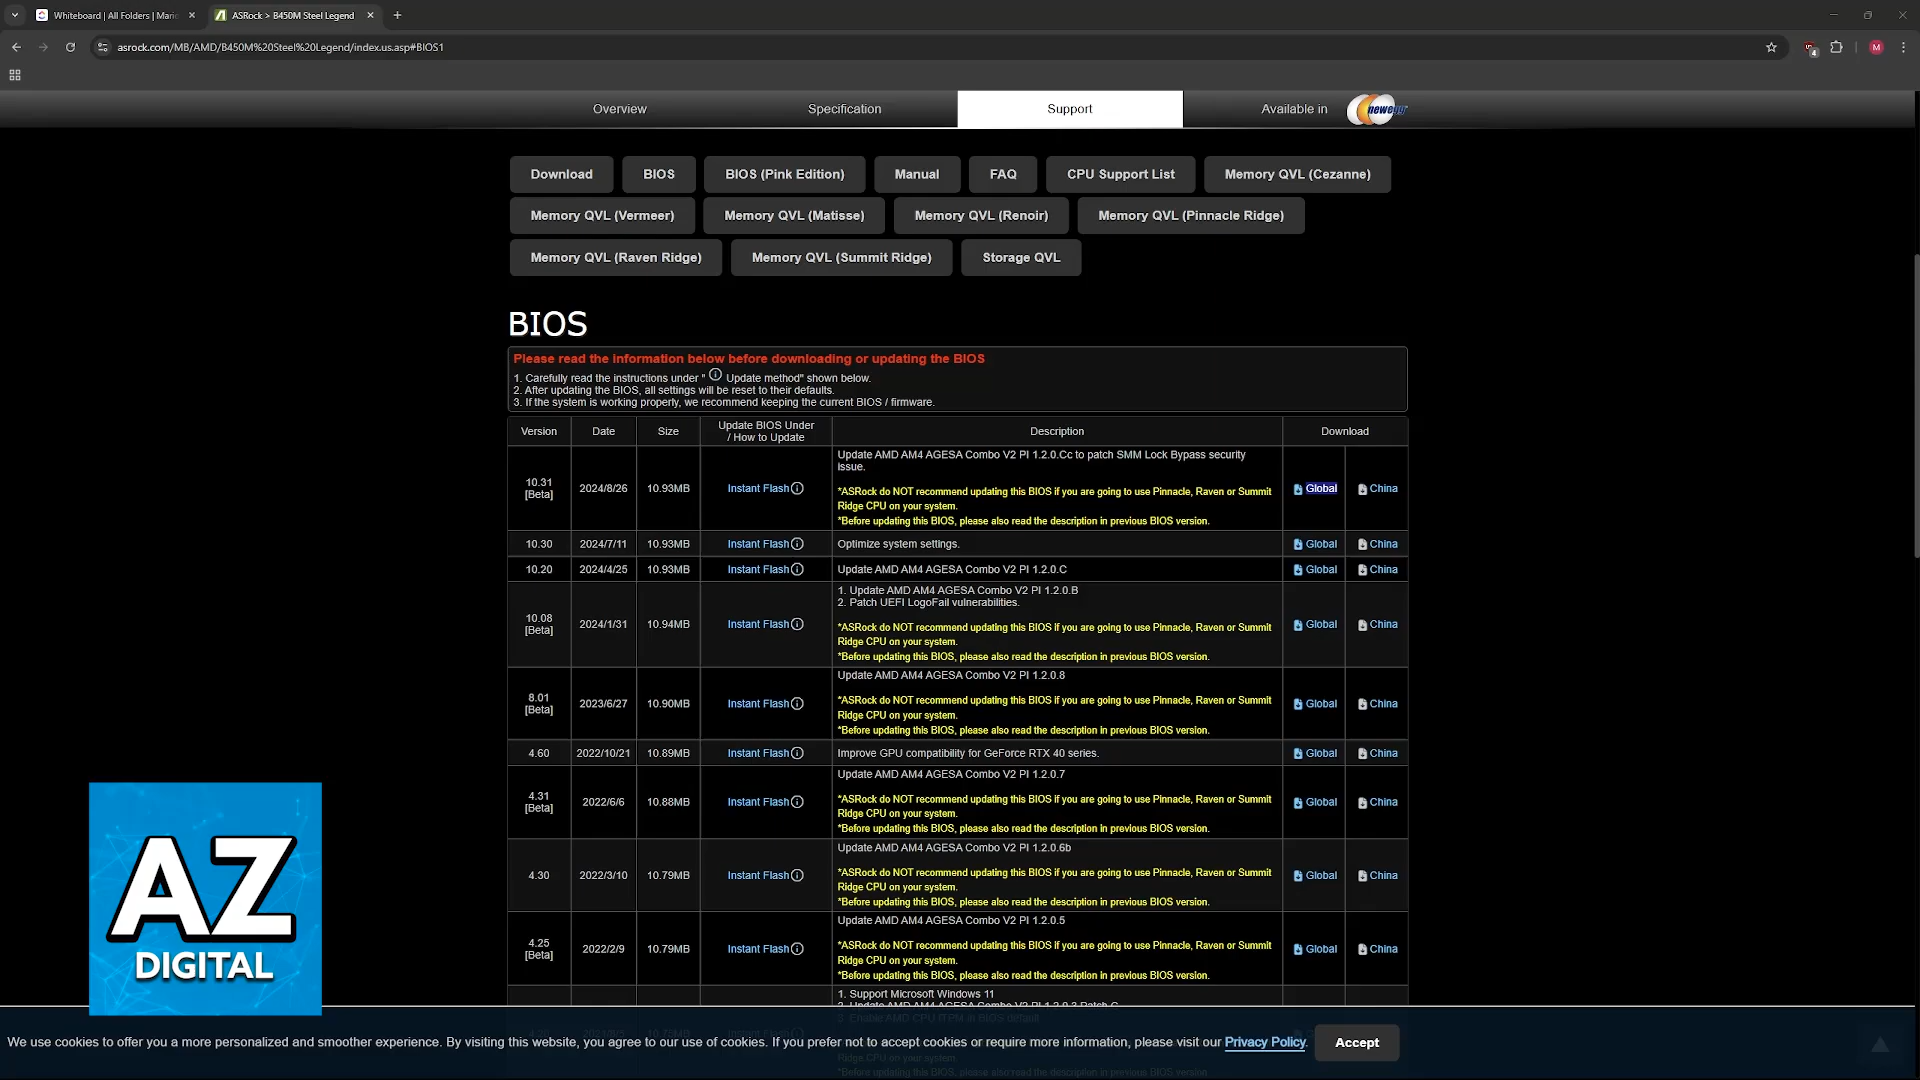 Whiteboard | All Folders | Mari
ASRock > B450M Steel Legend
asrock.com/MB/AMD/B450M%20Steel%20Legend/index.us.asp#BIOS1
4
M
Overview
Specification
Support
Available in
newegg
Download
BIOS
BIOS (Pink Edition)
Manual
FAQ
CPU Support List
Memory QVL (Cezanne)
Memory QVL (Vermeer)
Memory QVL (Matisse)
Memory QVL (Renoir)
Memory QVL (Pinnacle Ridge)
Memory QVL (Raven Ridge)
Memory QVL (Summit Ridge)
Storage QVL
BIOS
Please read the information below before downloading or updating the BIOS
1. Carefully read the instructions under " Update method" shown below.
2. After updating the BIOS, all settings will be reset to their defaults.
3. If the system is working properly, we recommend keeping the current BIOS / firmware.
Version
Date
Size
Update BIOS Under
/ How to Update
Description
Download
10.31
[Beta]
2024/8/26
10.93MB
Instant Flash
Update AMD AM4 AGESA Combo V2 PI 1.2.0.Cc to patch SMM Lock Bypass security
issue.
*ASRock do NOT recommend updating this BIOS if you are going to use Pinnacle, Raven or Summit
Ridge CPU on your system.
*Before updating this BIOS, please also read the description in previous BIOS version.
Global
China
10.30
2024/7/11
10.93MB
Instant Flash
Optimize system settings.
Global
China
10.20
2024/4/25
10.93MB
Instant Flash
Update AMD AM4 AGESA Combo V2 PI 1.2.0.C
Global
China
10.08
[Beta]
2024/1/31
10.94MB
Instant Flash
1. Update AMD AM4 AGESA Combo V2 PI 1.2.0.B
2. Patch UEFI LogoFail vulnerabilities.
*ASRock do NOT recommend updating this BIOS if you are going to use Pinnacle, Raven or Summit
Ridge CPU on your system.
*Before updating this BIOS, please also read the description in previous BIOS version.
Global
China
8.01
[Beta]
2023/6/27
10.90MB
Instant Flash
Update AMD AM4 AGESA Combo V2 PI 1.2.0.8
*ASRock do NOT recommend updating this BIOS if you are going to use Pinnacle, Raven or Summit
Ridge CPU on your system.
*Before updating this BIOS, please also read the description in previous BIOS version.
Global
China
4.60
2022/10/21
10.89MB
Instant Flash
Improve GPU compatibility for GeForce RTX 40 series.
Global
China
4.31
[Beta]
2022/6/6
10.88MB
Instant Flash
Update AMD AM4 AGESA Combo V2 PI 1.2.0.7
*ASRock do NOT recommend updating this BIOS if you are going to use Pinnacle, Raven or Summit
Ridge CPU on your system.
*Before updating this BIOS, please also read the description in previous BIOS version.
Global
China
4.30
2022/3/10
10.79MB
Instant Flash
Update AMD AM4 AGESA Combo V2 PI 1.2.0.6b
*ASRock do NOT recommend updating this BIOS if you are going to use Pinnacle, Raven or Summit
Ridge CPU on your system.
*Before updating this BIOS, please also read the description in previous BIOS version.
Global
China
4.25
[Beta]
2022/2/9
10.79MB
Instant Flash
Update AMD AM4 AGESA Combo V2 PI 1.2.0.5
*ASRock do NOT recommend updating this BIOS if you are going to use Pinnacle, Raven or Summit
Ridge CPU on your system.
*Before updating this BIOS, please also read the description in previous BIOS version.
Global
China
1. Support Microsoft Windows 11
3. Enable AMD CPU fTPM in BIOS default
AZ
DIGITAL
We use cookies to offer you a more personalized and smoother experience. By visiting this website, you agree to our use of cookies. If you prefer not to accept cookies or require more information, please visit our Privacy Policy.
Accept
Ridge CPU on your system.
*Before updating this BIOS, please also read the description in previous BIOS version.